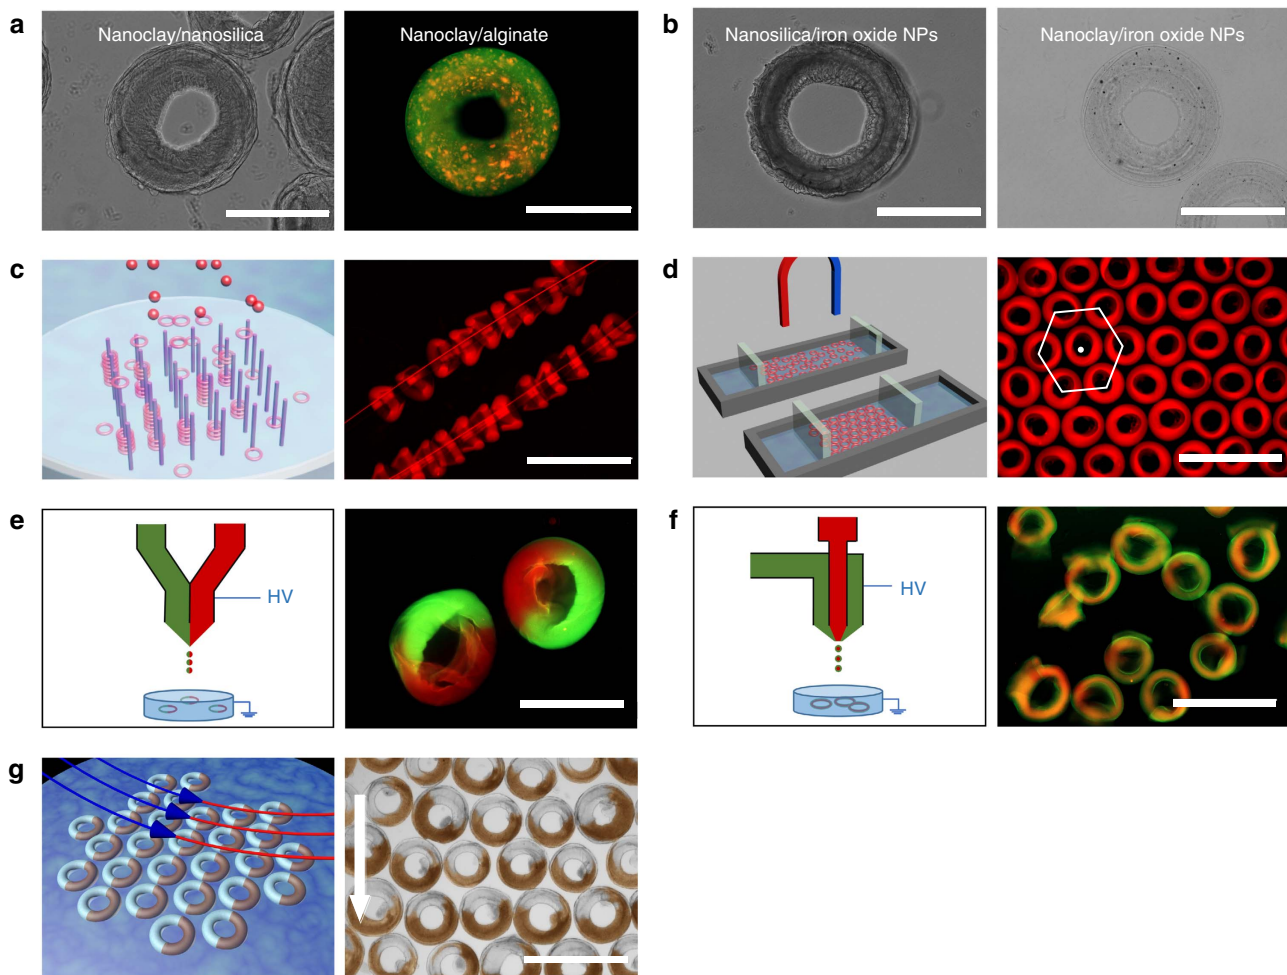 a
Nanoclay/nanosilica
Nanoclay/alginate
b
Nanosilica/iron oxide NPs
Nanoclay/iron oxide NPs
c
d
e
HV
f
HV
g